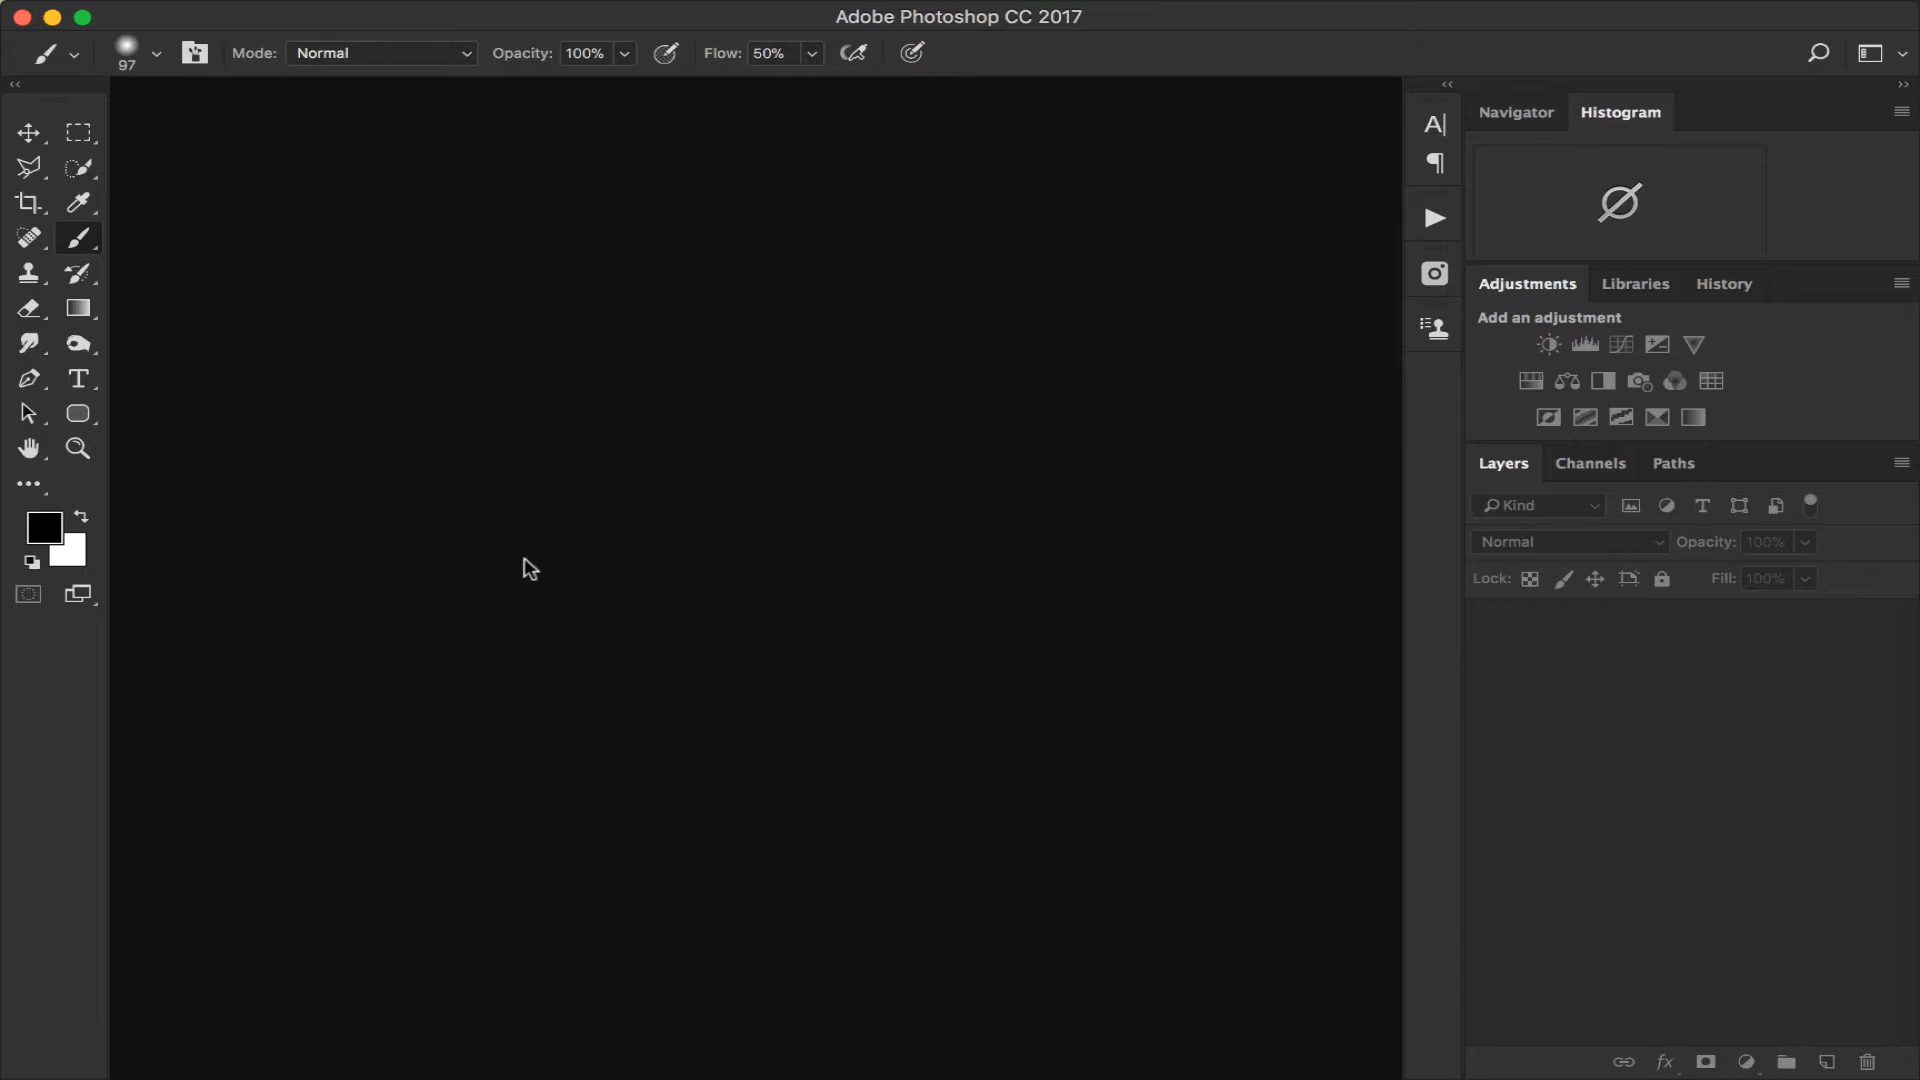 Adobe Photoshop CC 2017
97 Mode: Normal Opacity: 100% Flow: 50%
Navigator Histogram
Adjustments Libraries History
Add an adjustment
Layers Channels Paths
Kind
Normal Opacity: 100%
Lock: Fill: 100%
fx